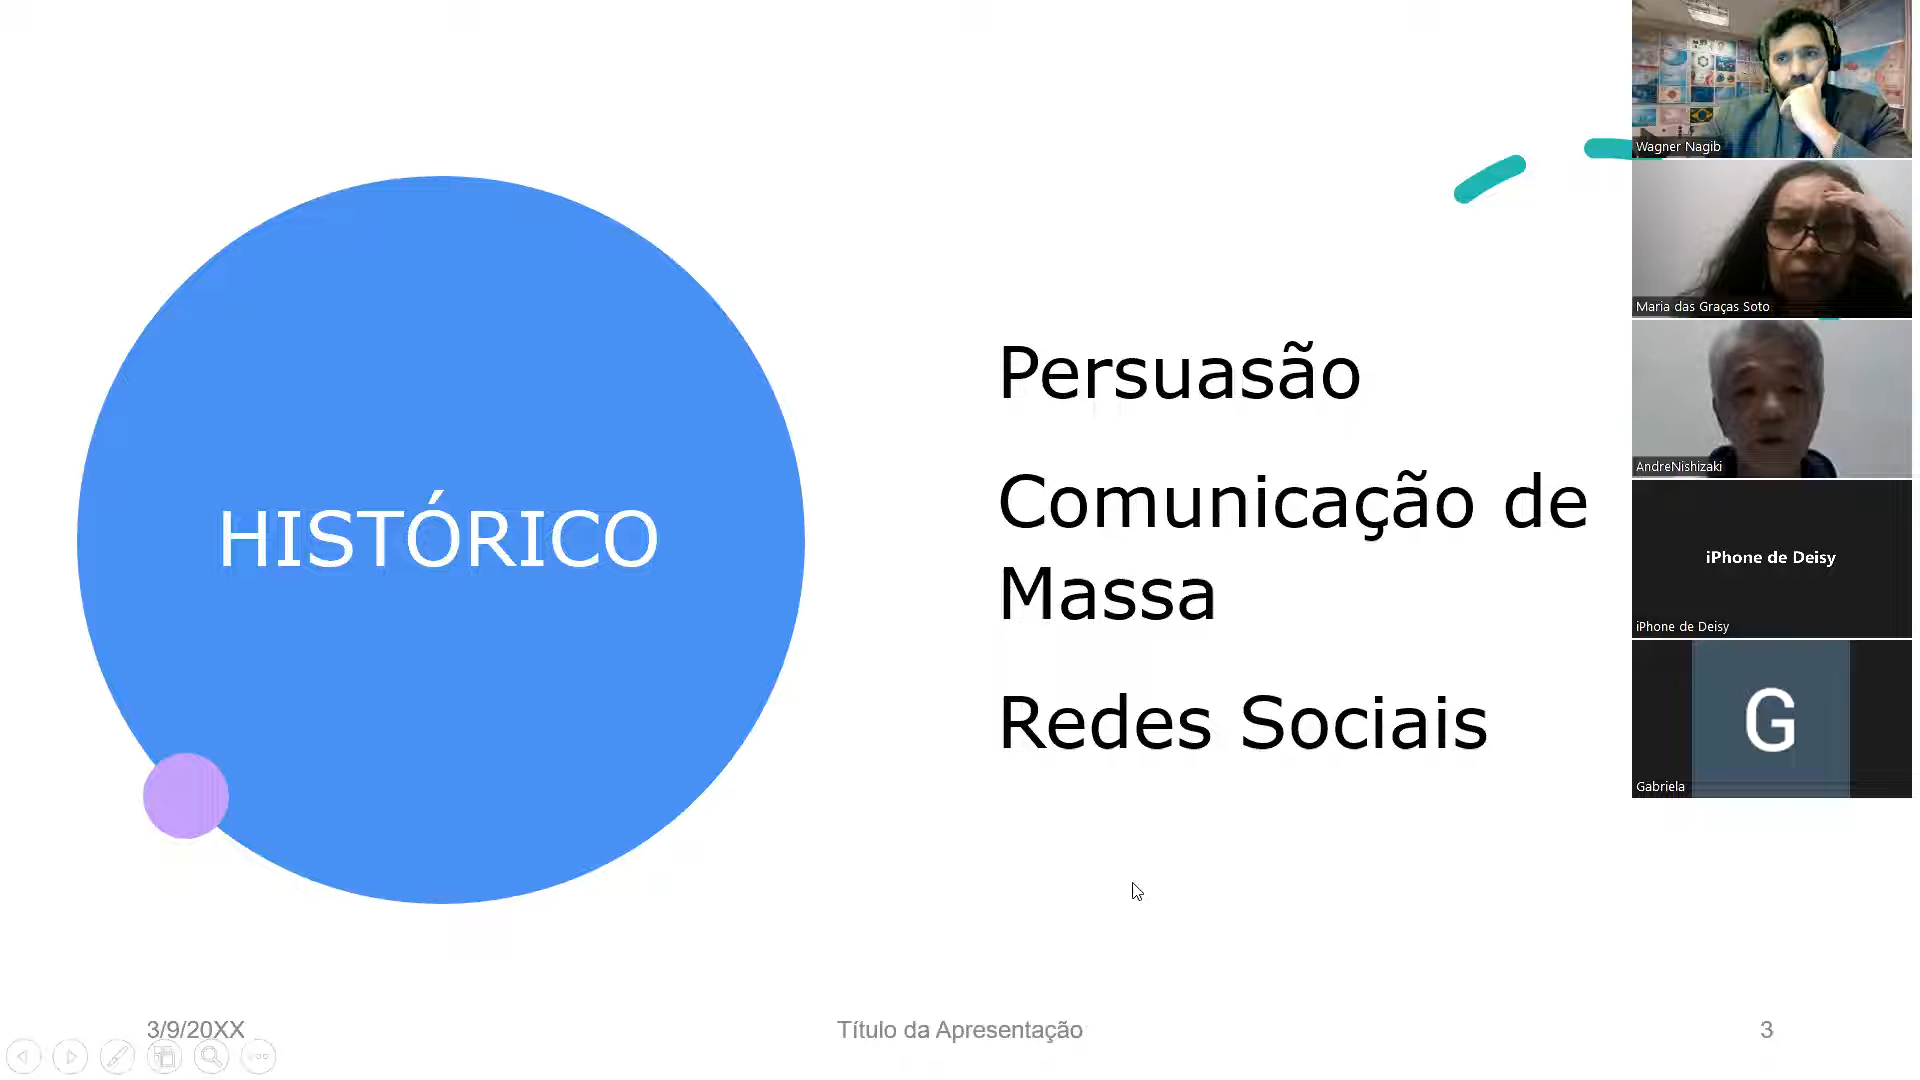 HISTÓRICO
Persuasão
Comunicação de
Massa
Redes Sociais
3/9/20XX
Título da Apresentação
3
Wagner Nagib
Maria das Graças Soto
AndreNishizaki
iPhone de Deisy
iPhone de Deisy
G
Gabriela